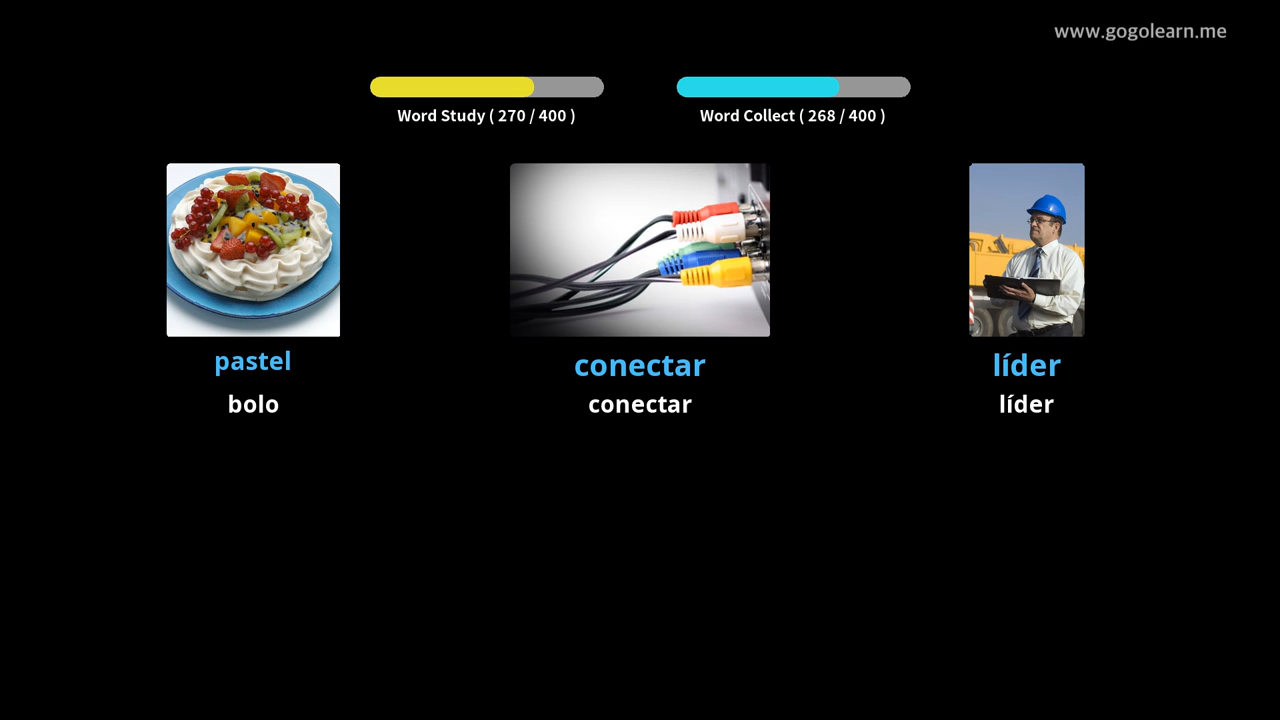 www.gogolearn.me
Word Study ( 270 / 400 )
Word Collect ( 268 / 400 )
pastel
bolo
conectar
conectar
líder
líder